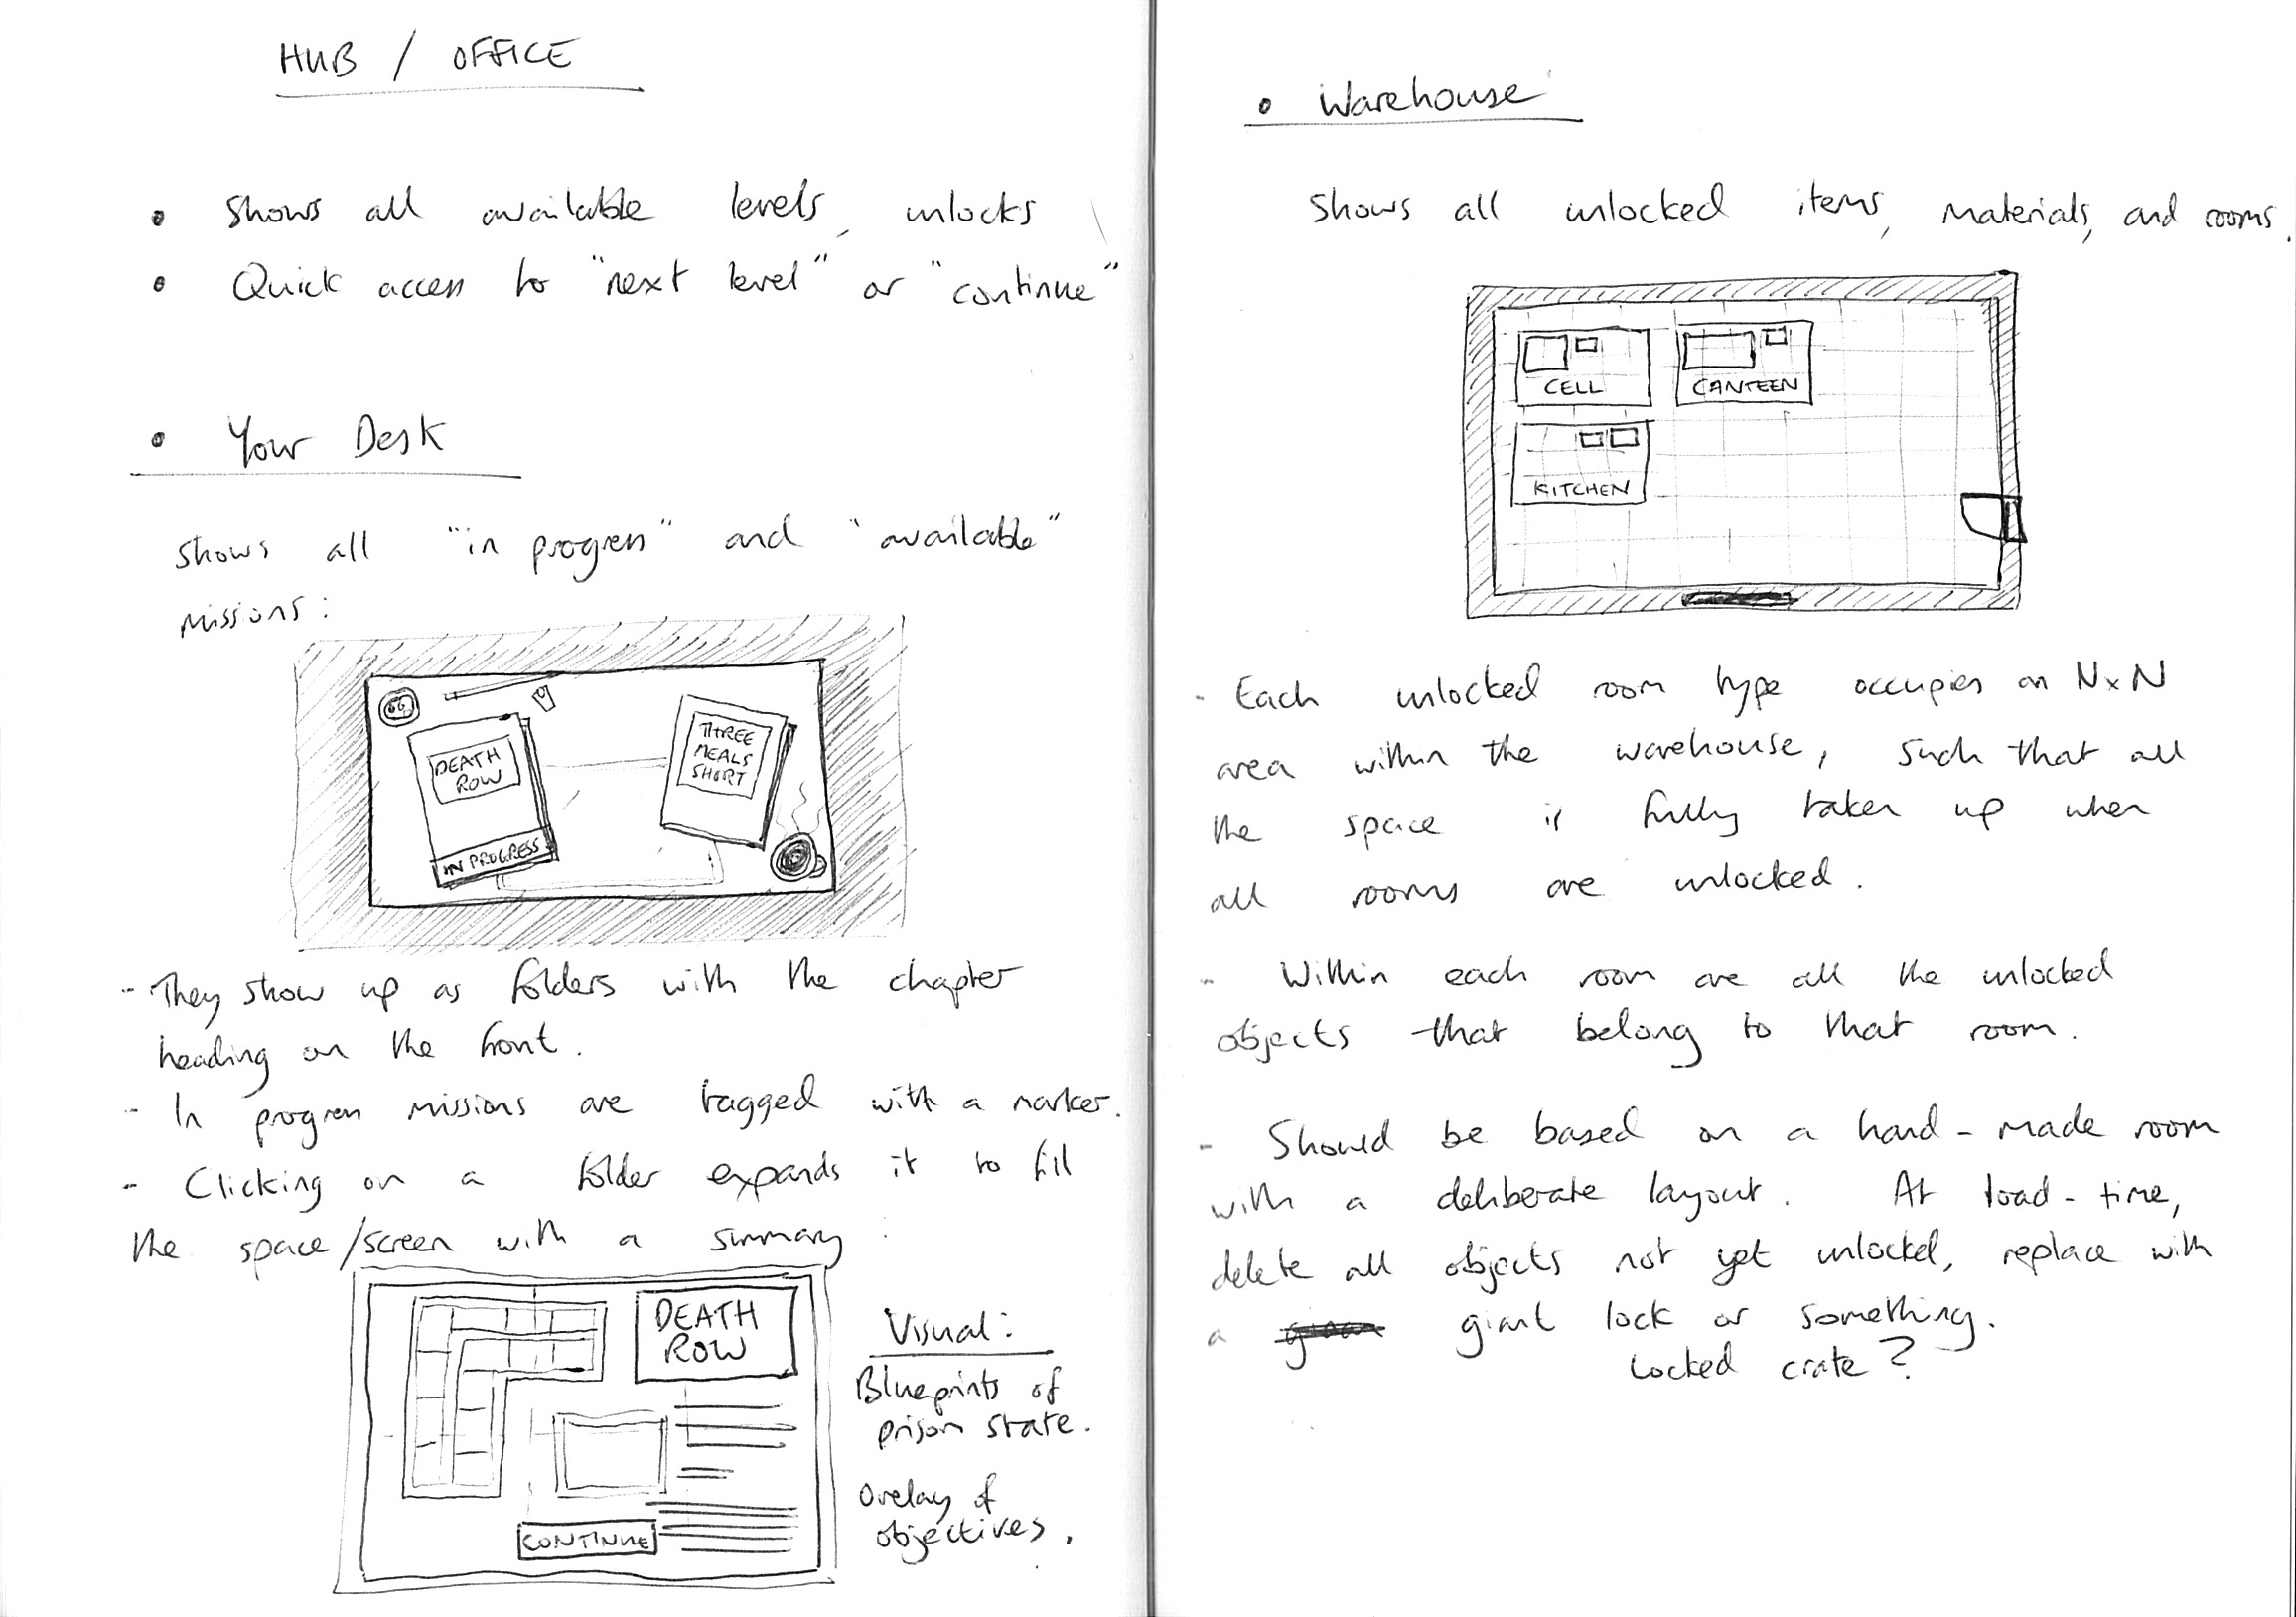 HUB / OFFICE
• Shows all available levels, unlocks
• Quick access to "next level" or "continue"
• Your Desk
Shows all "in progress" and "available"
missions:
DEATH
ROW
IN PROGRESS
THREE
MEALS
SHORT
- They show up as folders with the chapter
heading on the front.
- In progress missions are tagged with a marker.
- Clicking on a folder expands it to fill
the space/screen with a summary:
DEATH
ROW
CONTINUE
Visual:
Blueprints of
prison state.
Overlay of
objectives.
• Warehouse
Shows all unlocked items, materials, and rooms.
CELL
CANTEEN
KITCHEN
- Each unlocked room type occupies an N×N
area within the warehouse, such that all
the space is fully taken up when
all rooms are unlocked.
- Within each room are all the unlocked
objects that belong to that room.
- Should be based on a hand-made room
with a deliberate layout. At load-time,
delete all objects not yet unlocked, replace with
a giant lock or something.
Locked crate?